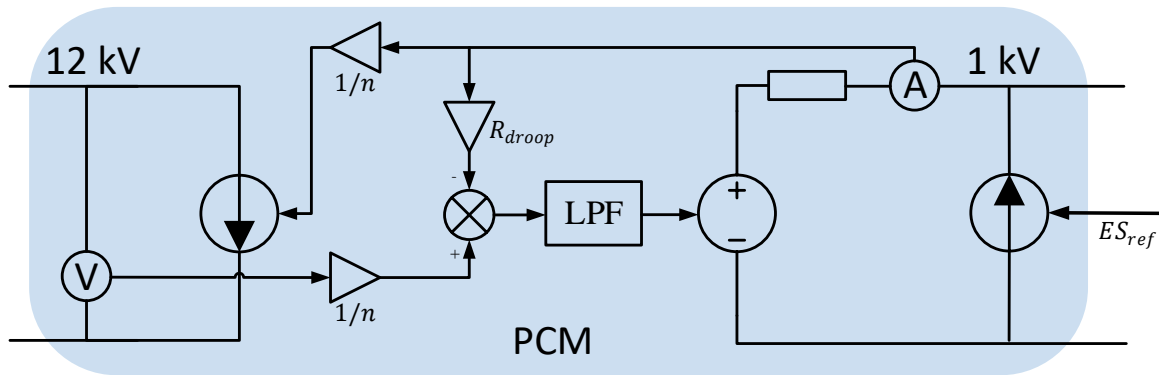 12 kV
1/n
A
1 kV
R_droop
-
LPF
+
-
V
+
1/n
ES_ref
PCM